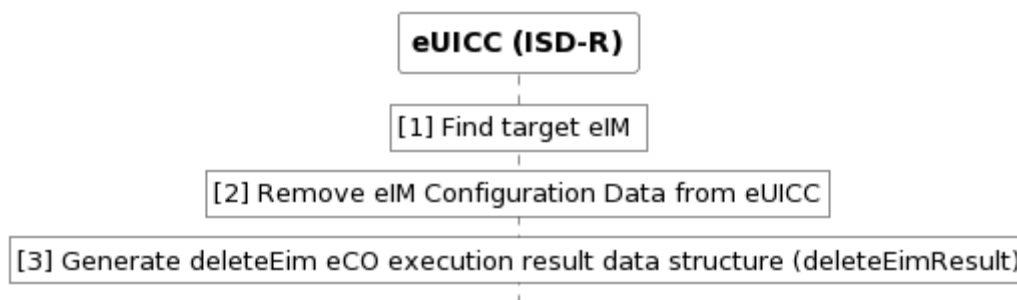 eUICC (ISD-R)
[1] Find target eIM
[2] Remove eIM Configuration Data from eUICC
[3] Generate deleteEim eCO execution result data structure (deleteEimResult)